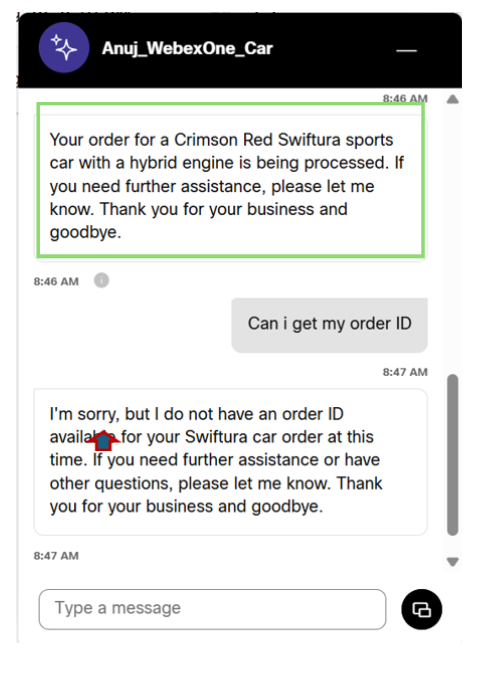 Anuj_WebexOne_Car
8:46 AM
Your order for a Crimson Red Swiftura sports
car with a hybrid engine is being processed. If
you need further assistance, please let me
know. Thank you for your business and
goodbye.
8:46 AM
Can i get my order ID
8:47 AM
I'm sorry, but I do not have an order ID
available for your Swiftura car order at this
time. If you need further assistance or have
other questions, please let me know. Thank
you for your business and goodbye.
8:47 AM
Type a message